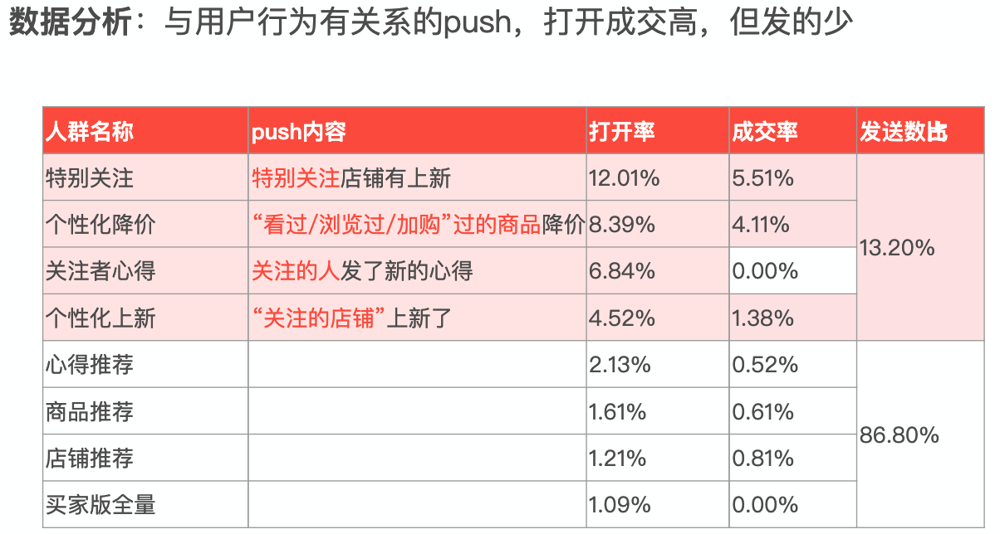 数据分析：与用户行为有关系的push，打开成交高，但发的少
人群名称 push内容 打开率 成交率 发送数占比
特别关注 特别关注店铺有上新 12.01% 5.51%
个性化降价 “看过/浏览过/加购”过的商品降价 8.39% 4.11%
13.20%
关注者心得 关注的人发了新的心得 6.84% 0.00%
个性化上新 “关注的店铺”上新了 4.52% 1.38%
心得推荐 2.13% 0.52%
商品推荐 1.61% 0.61%
86.80%
店铺推荐 1.21% 0.81%
买家版全量 1.09% 0.00%